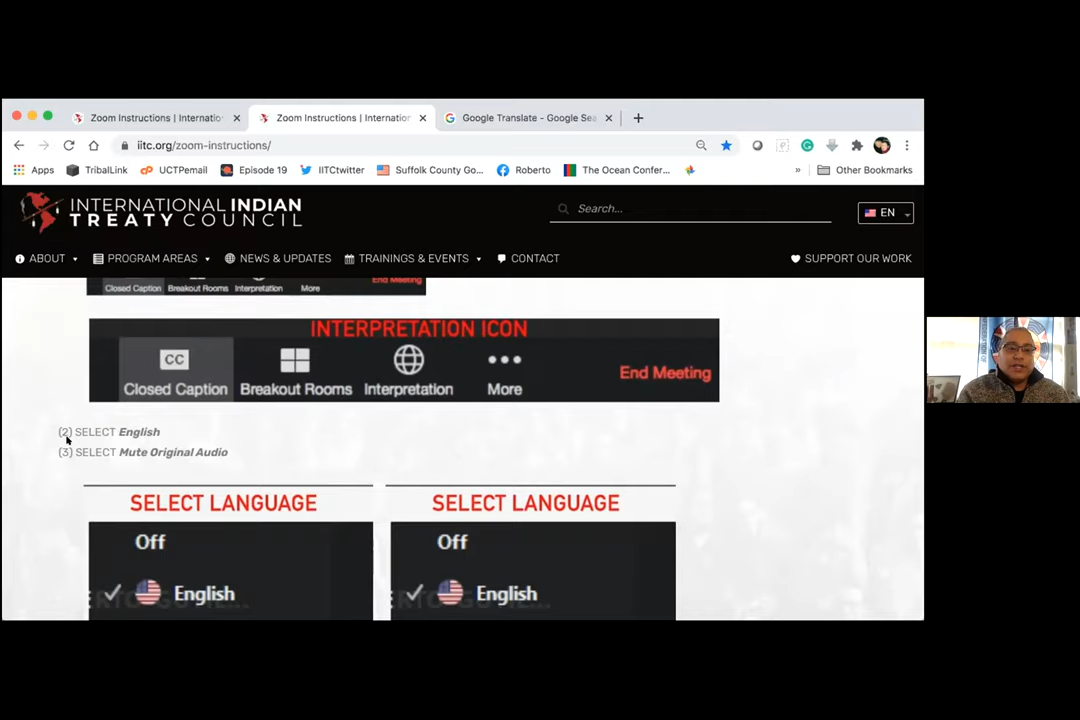 Zoom Instructions | Internatio
Zoom Instructions | Internation
Google Translate - Google Sea
iitc.org/zoom-instructions/
Apps TribalLink UCTPemail Episode 19 IITCtwitter Suffolk County Go... Roberto The Ocean Confer... » Other Bookmarks
INTERNATIONAL INDIAN
TREATY COUNCIL
Search...
EN
ABOUT PROGRAM AREAS NEWS & UPDATES TRAININGS & EVENTS CONTACT SUPPORT OUR WORK
Closed Caption Breakout Rooms Interpretation More End Meeting
INTERPRETATION ICON
CC
Closed Caption Breakout Rooms Interpretation More End Meeting
(2) SELECT English
(3) SELECT Mute Original Audio
SELECT LANGUAGE SELECT LANGUAGE
Off Off
English English